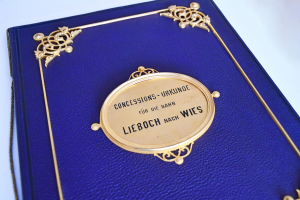 CONCESSIONS-URKUNDE
FÜR DIE BAHN
LIEBOCH NACH WIES